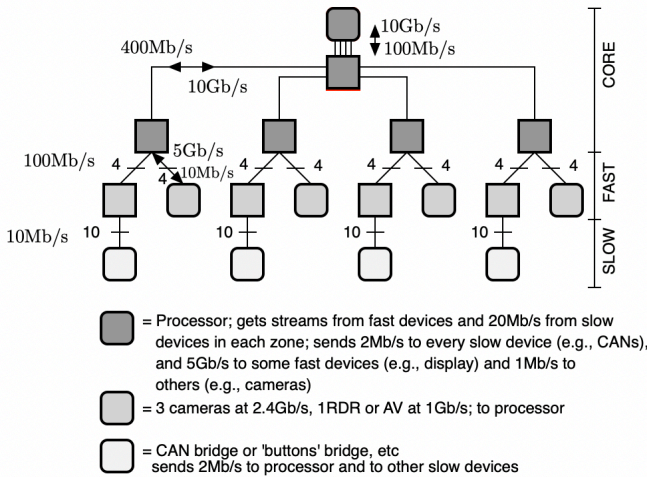 10Gb/s
100Mb/s
400Mb/s
10Gb/s
CORE
5Gb/s
100Mb/s
4
4
10Mb/s
4
4
4
4
4
4
4
FAST
10Mb/s
10
10
10
10
SLOW
= Processor; gets streams from fast devices and 20Mb/s from slow
devices in each zone; sends 2Mb/s to every slow device (e.g., CANs),
and 5Gb/s to some fast devices (e.g., display) and 1Mb/s to
others (e.g., cameras)
= 3 cameras at 2.4Gb/s, 1RDR or AV at 1Gb/s; to processor
= CAN bridge or 'buttons' bridge, etc
sends 2Mb/s to processor and to other slow devices